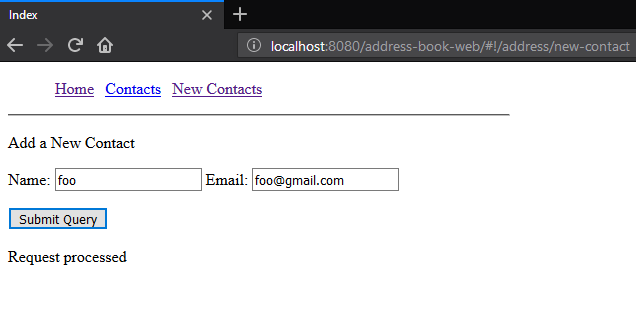 Index
localhost:8080/address-book-web/#!/address/new-contact
Home Contacts New Contacts
Add a New Contact
Name: foo Email: foo@gmail.com
Submit Query
Request processed